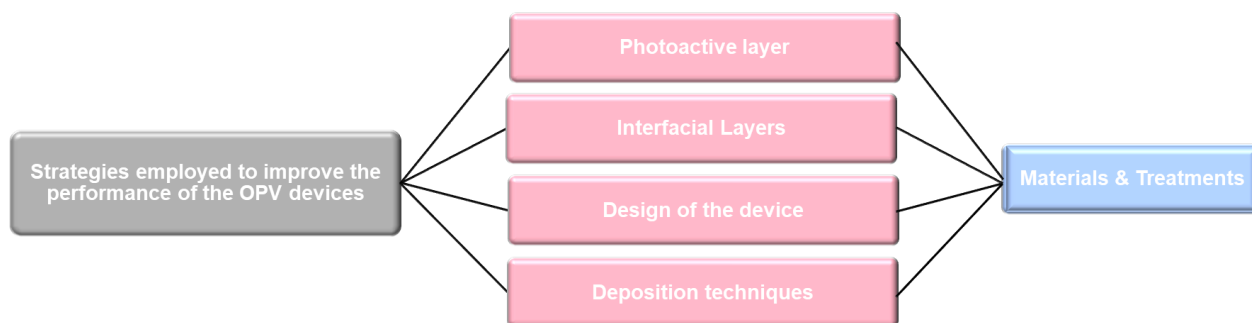 Photoactive layer
Interfacial Layers
Strategies employed to improve the
performance of the OPV devices
Materials & Treatments
Design of the device
Deposition techniques